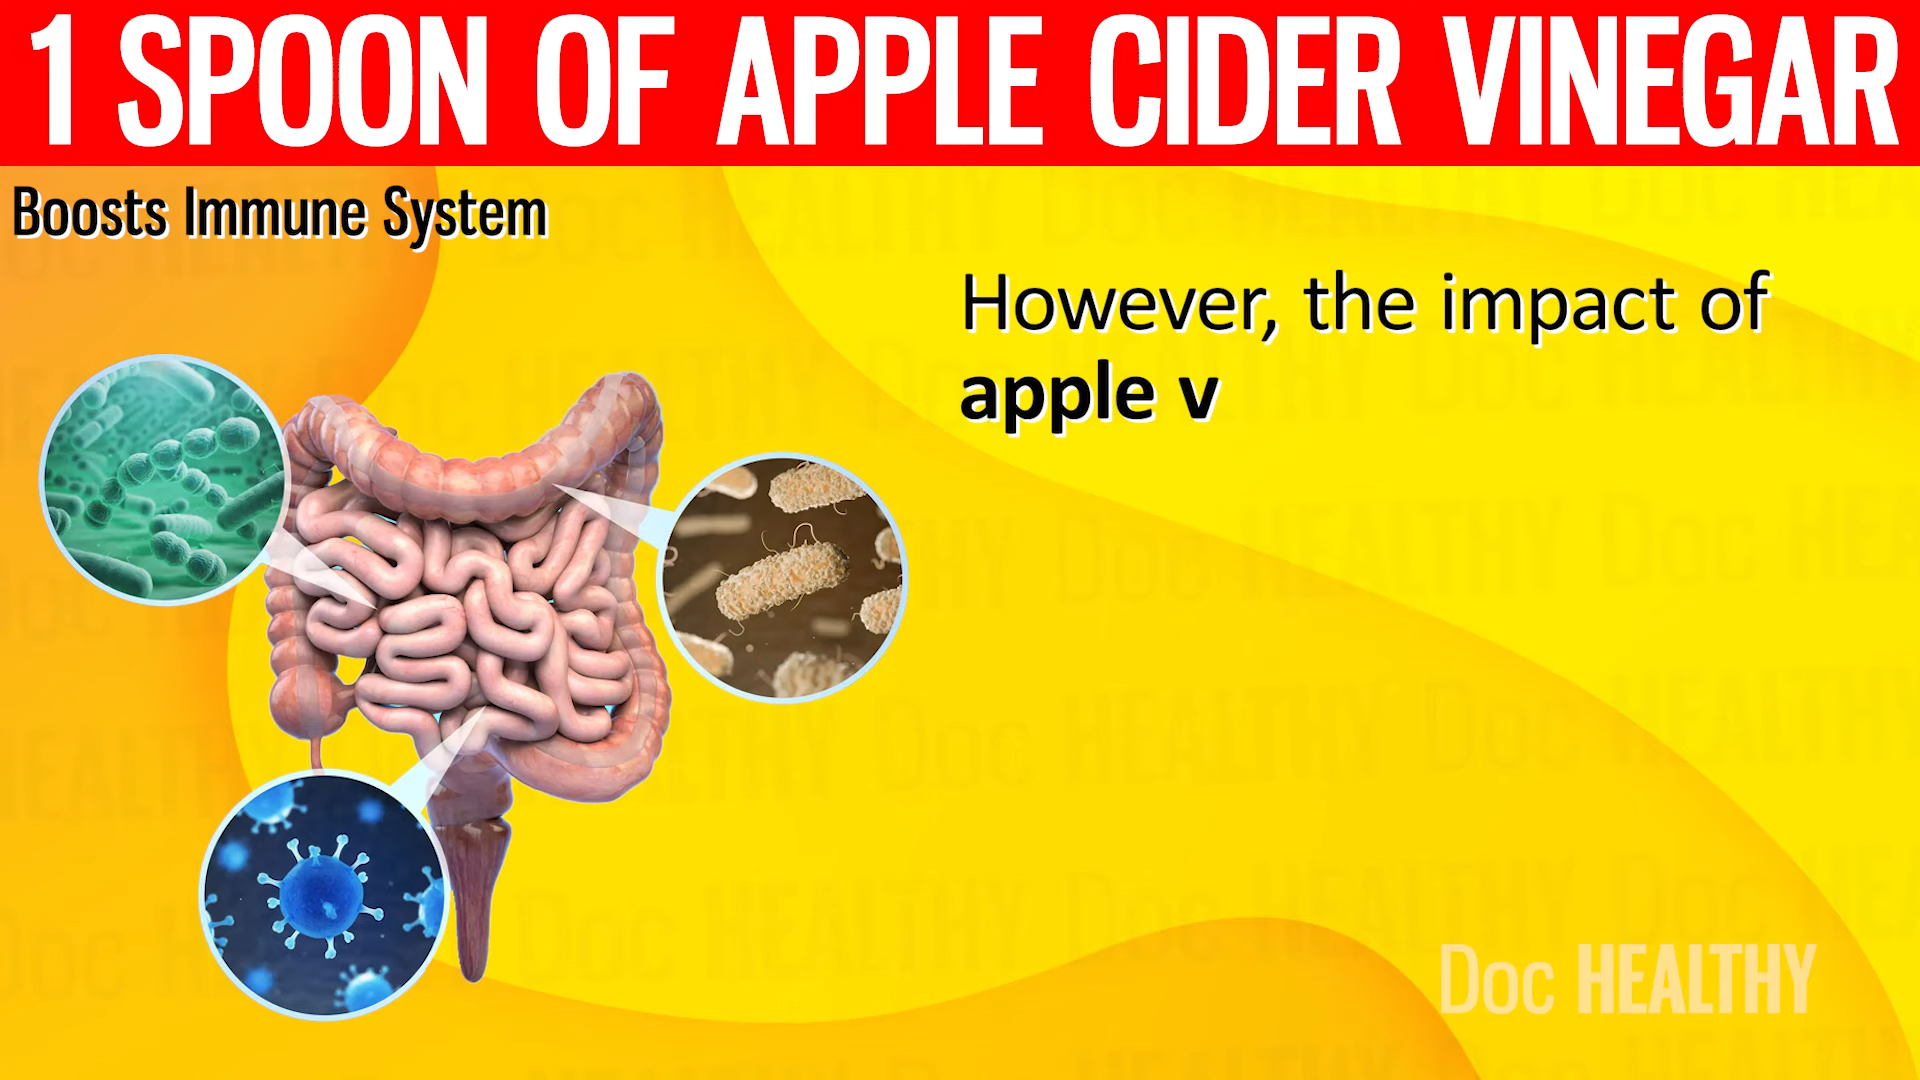 1 SPOON OF APPLE CIDER VINEGAR
Boosts Immune System
However, the impact of
apple v
Doc HEALTHY